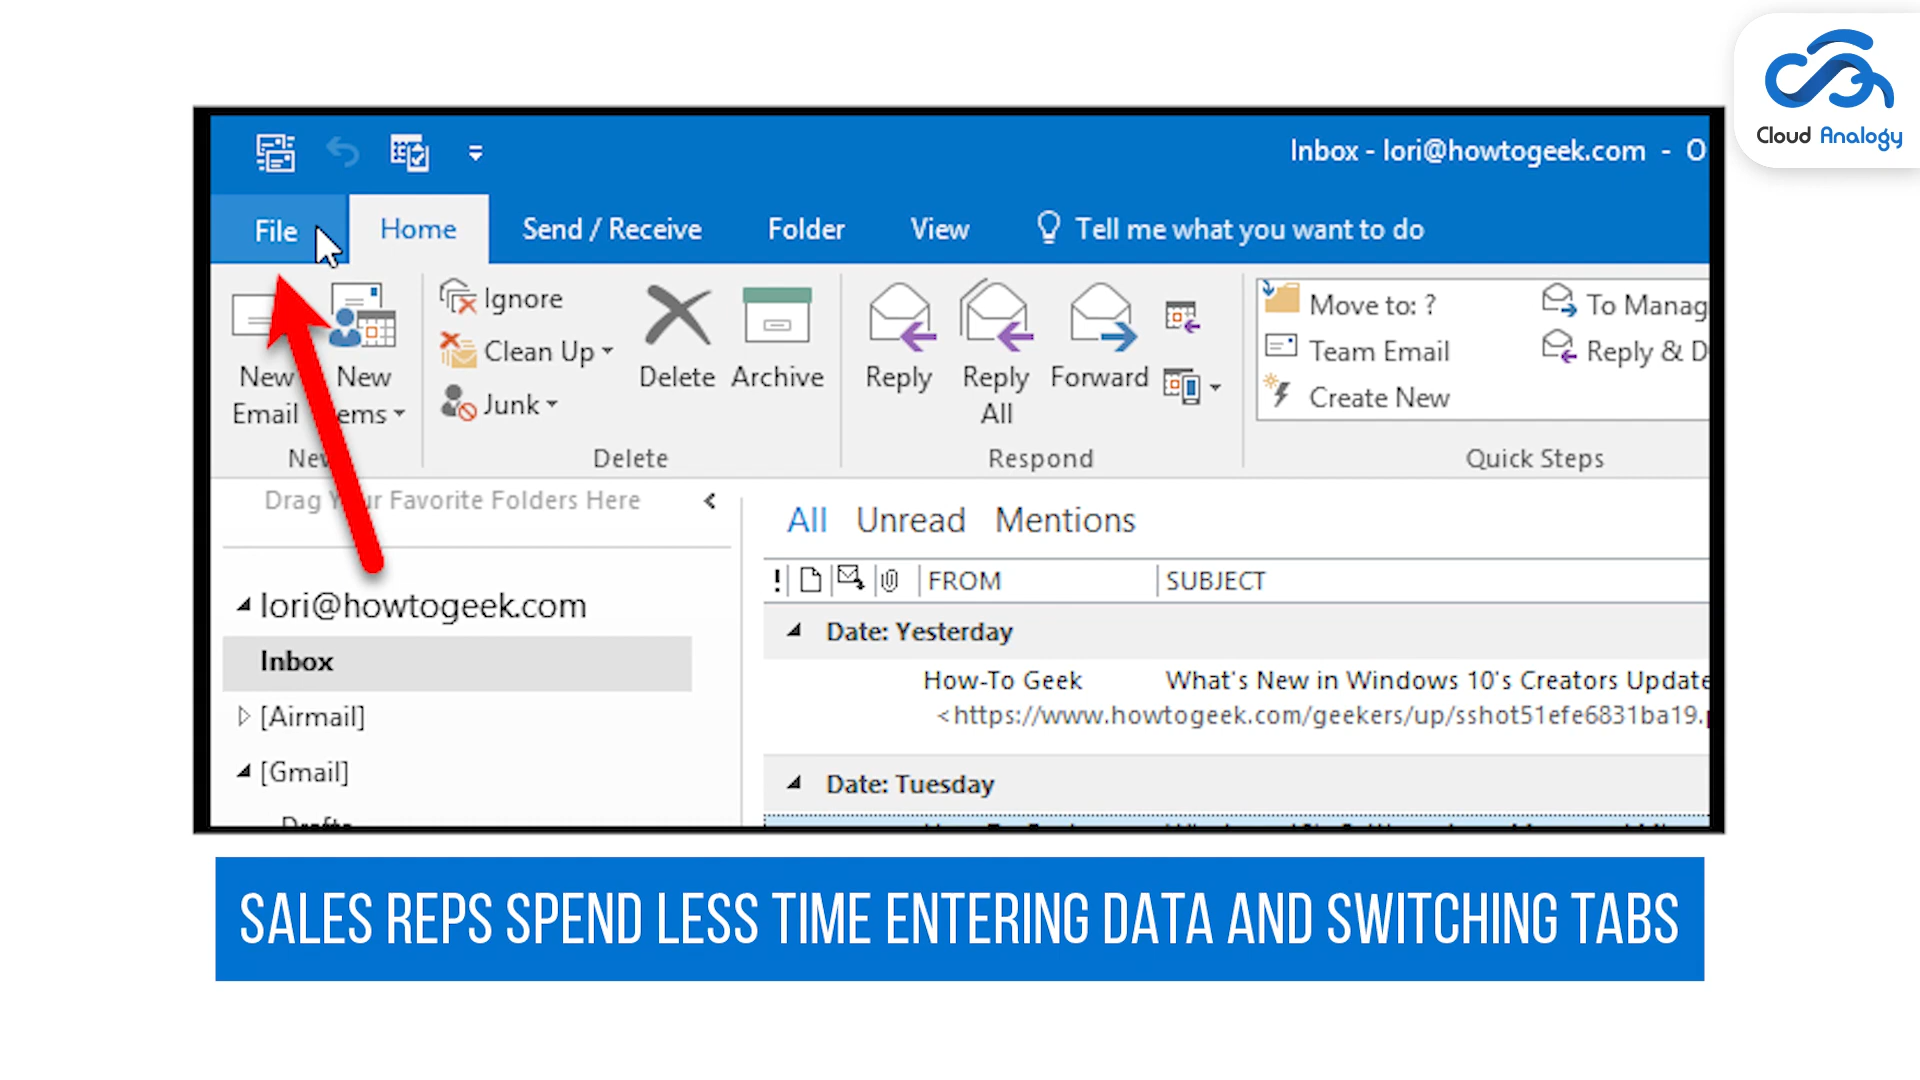 Cloud Analogy
Inbox - lori@howtogeek.com - O
File Home Send / Receive Folder View Tell me what you want to do
Ignore
Clean Up
Junk
New Email
New
Delete
Archive
Reply
Reply All
Forward
Move to: ?
Team Email
Create New
To Manag
Reply & D
Delete Respond Quick Steps
Drag Favorite Folders Here
All Unread Mentions
! FROM SUBJECT
lori@howtogeek.com
Inbox
[Airmail]
[Gmail]
Drafts
Date: Yesterday
How-To Geek What's New in Windows 10's Creators Update
<https://www.howtogeek.com/geekers/up/sshot51efe6831ba19.
Date: Tuesday
SALES REPS SPEND LESS TIME ENTERING DATA AND SWITCHING TABS